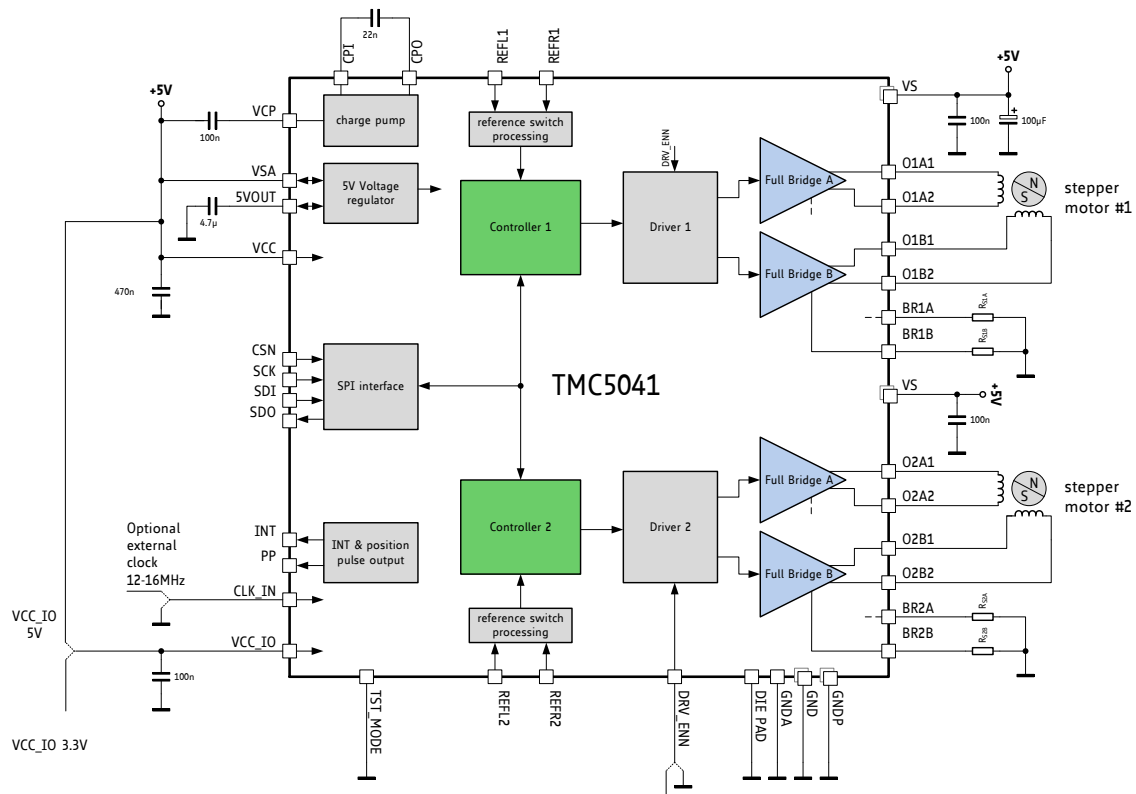 CPI
22n
CPO
REFL1
REFR1
+5V
+5V
VCP
100n
charge pump
reference switch
processing
VS
100n
+
100µF
VSA
5VOUT
4.7µ
5V Voltage
regulator
DRV_ENN
Controller 1
Driver 1
Full Bridge A
Full Bridge B
O1A1
O1A2
O1B1
O1B2
N
S
stepper
motor #1
VCC
470n
BR1A
RS1A
BR1B
RS1B
CSN
SCK
SDI
SDO
SPI interface
TMC5041
VS
+5V
100n
O2A1
O2A2
O2B1
O2B2
N
S
stepper
motor #2
Full Bridge A
Full Bridge B
Controller 2
Driver 2
INT
PP
INT & position
pulse output
Optional
external
clock
12-16MHz
CLK_IN
reference switch
processing
BR2A
RS2A
BR2B
RS2B
VCC_IO
5V
VCC_IO
100n
VCC_IO 3.3V
TST_MODE
REFL2
REFR2
DRV_ENN
DIE PAD
GNDA
GND
GNDP